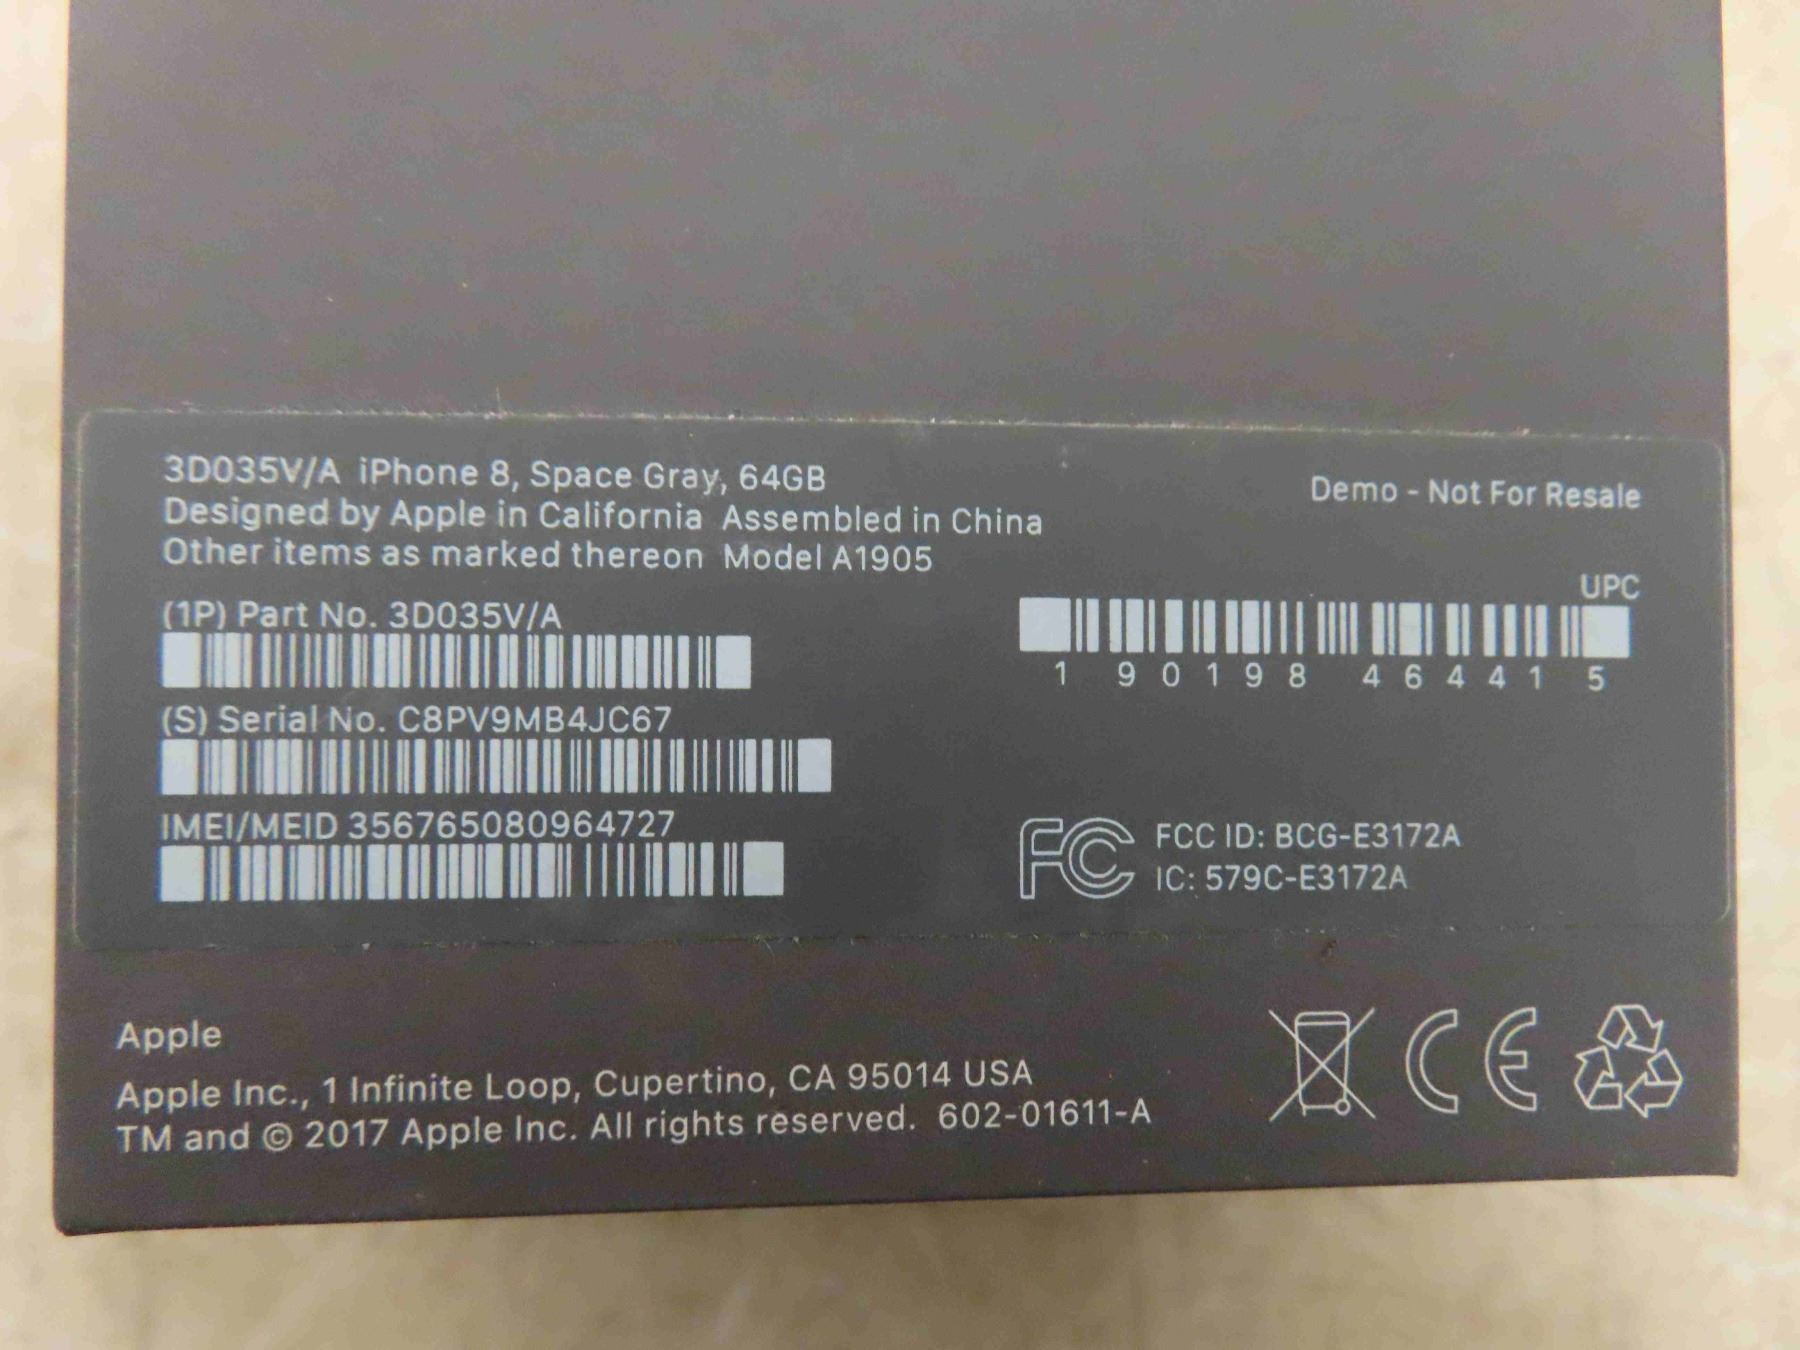 3D035V/A iPhone 8, Space Gray, 64GB
Designed by Apple in California Assembled in China
Other items as marked thereon Model A1905
Demo - Not For Resale
(1P) Part No. 3D035V/A
UPC
1 90198 46441 5
(S) Serial No. C8PV9MB4JC67
IMEI/MEID 356765080964727
FC FCC ID: BCG-E3172A
IC: 579C-E3172A
Apple
Apple Inc., 1 Infinite Loop, Cupertino, CA 95014 USA
TM and © 2017 Apple Inc. All rights reserved. 602-01611-A
CE